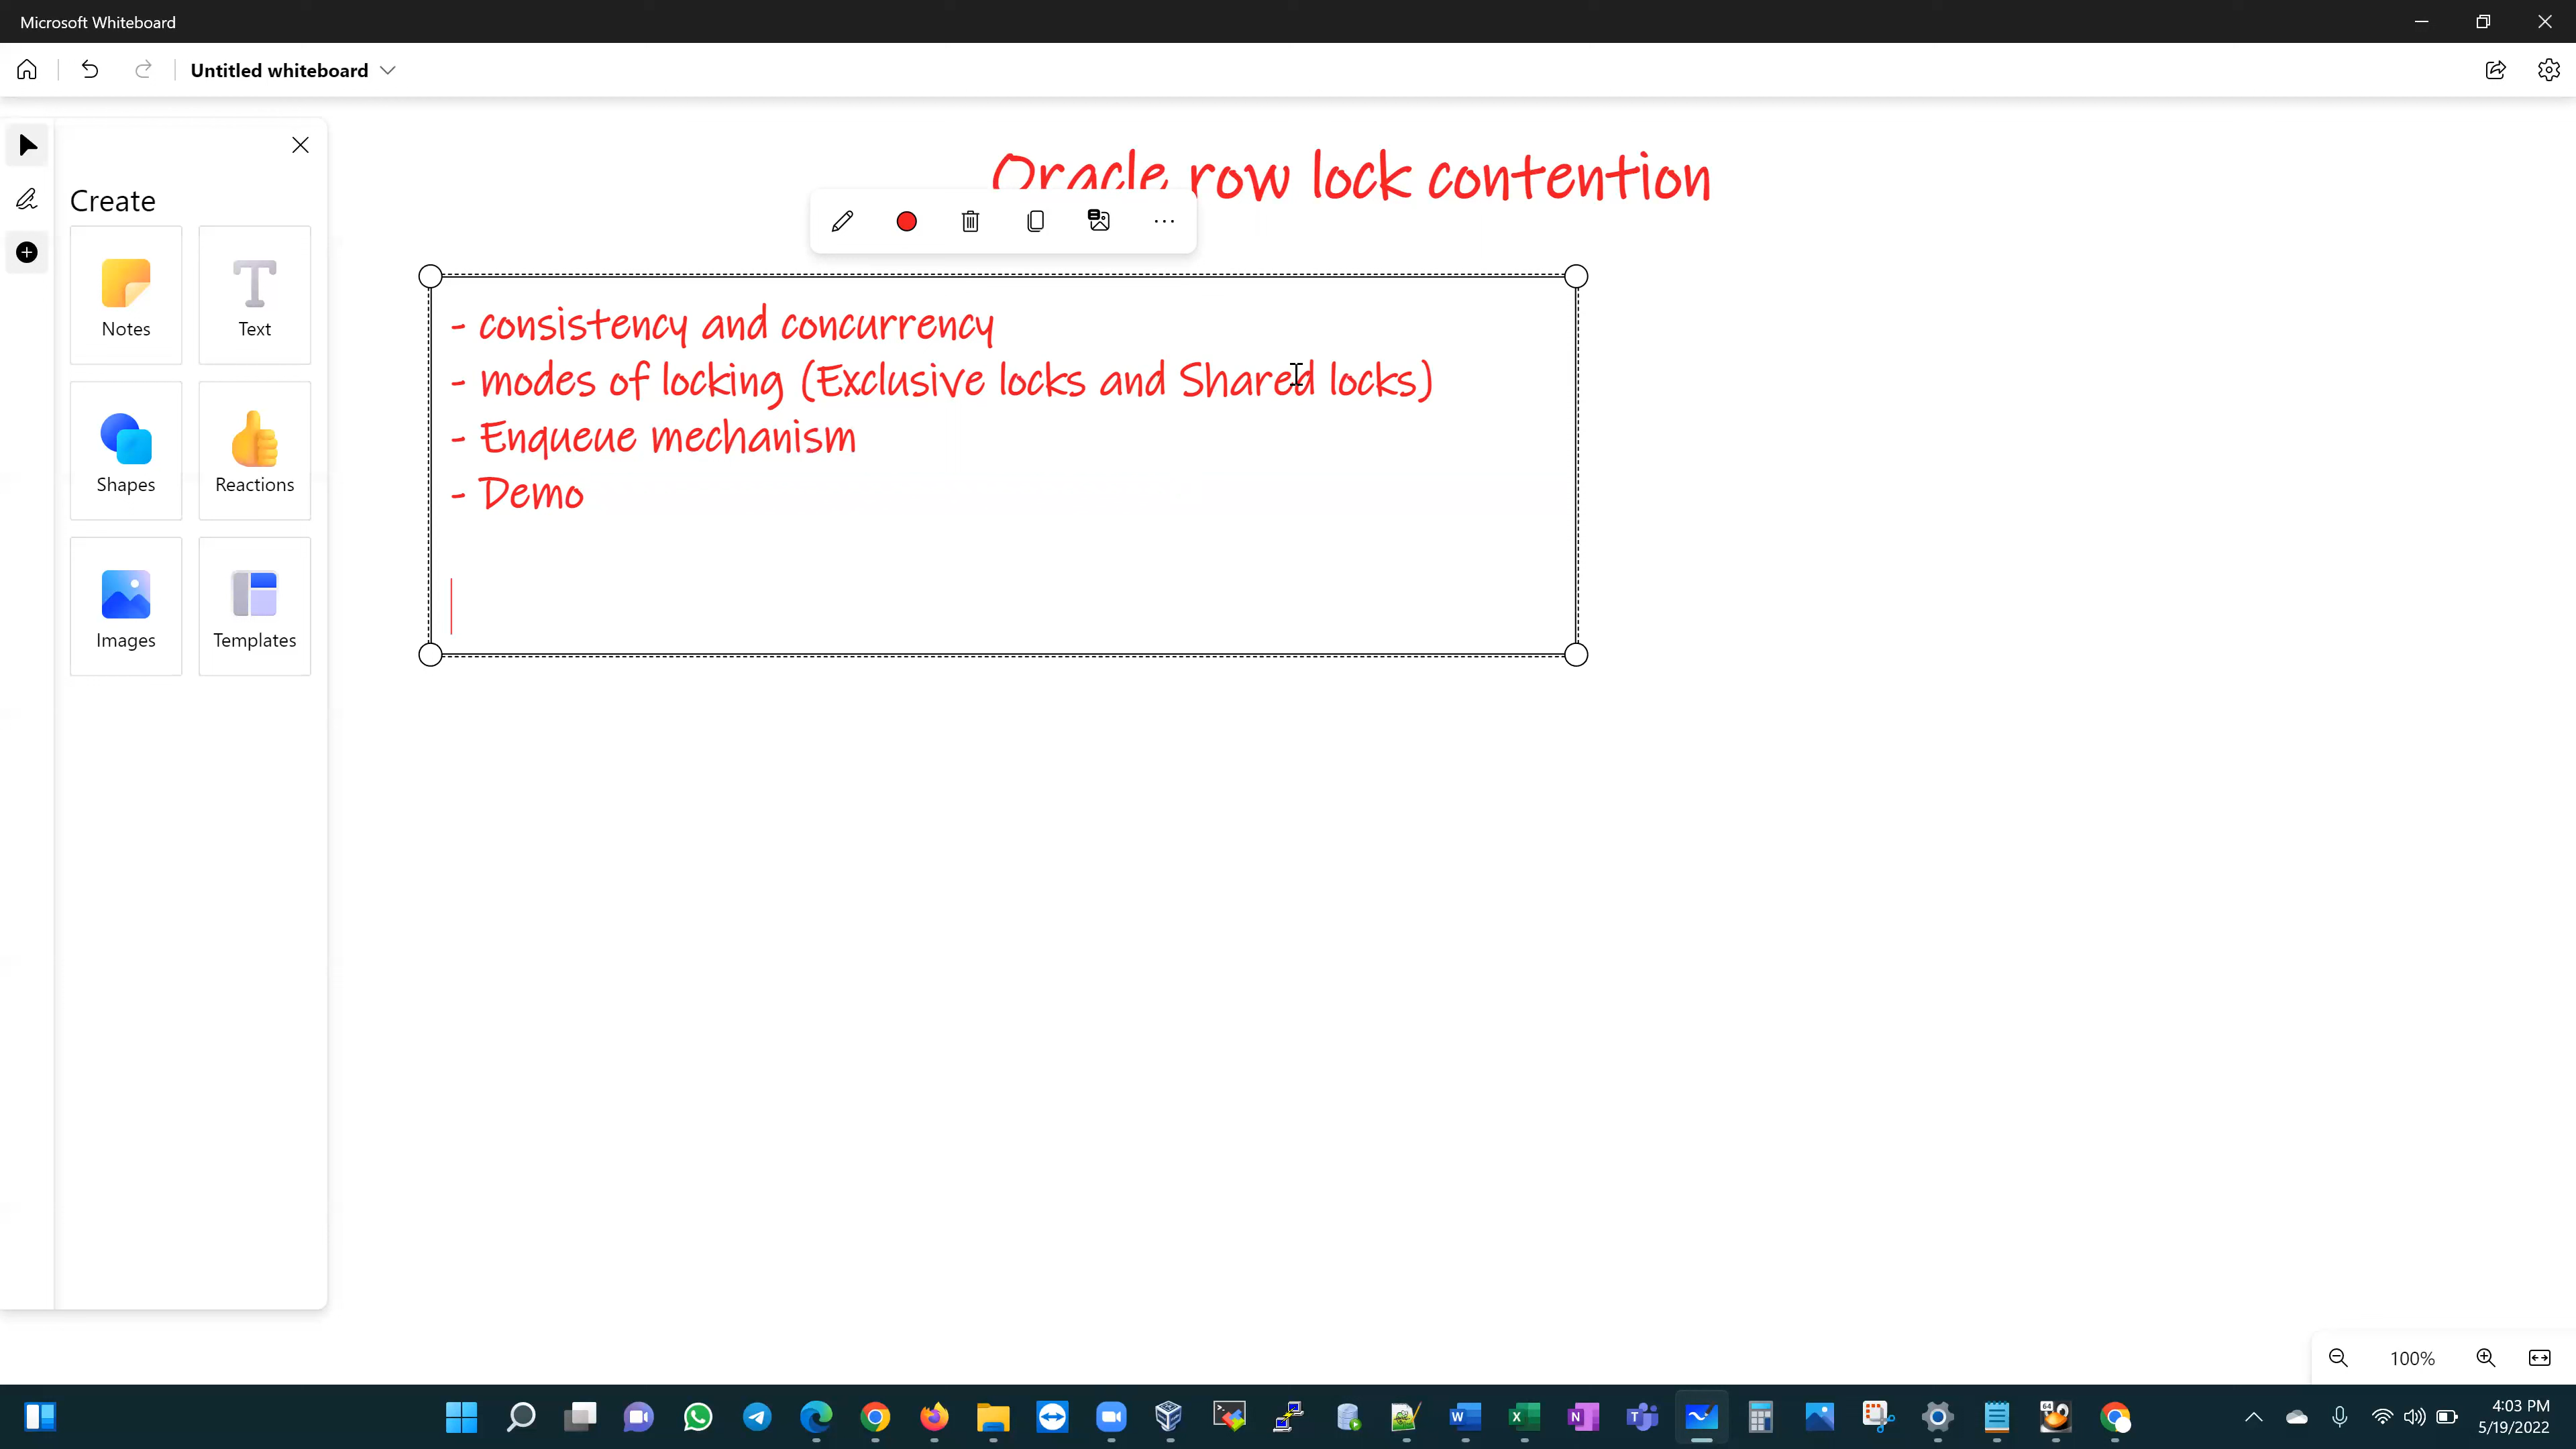 Microsoft Whiteboard
Untitled whiteboard
Oracle row lock contention
Create
Notes
Text
Shapes
Reactions
Images
Templates
- consistency and concurrency
- modes of locking (Exclusive locks and Shared locks)
- Enqueue mechanism
- Demo
100%
4:03 PM
5/19/2022